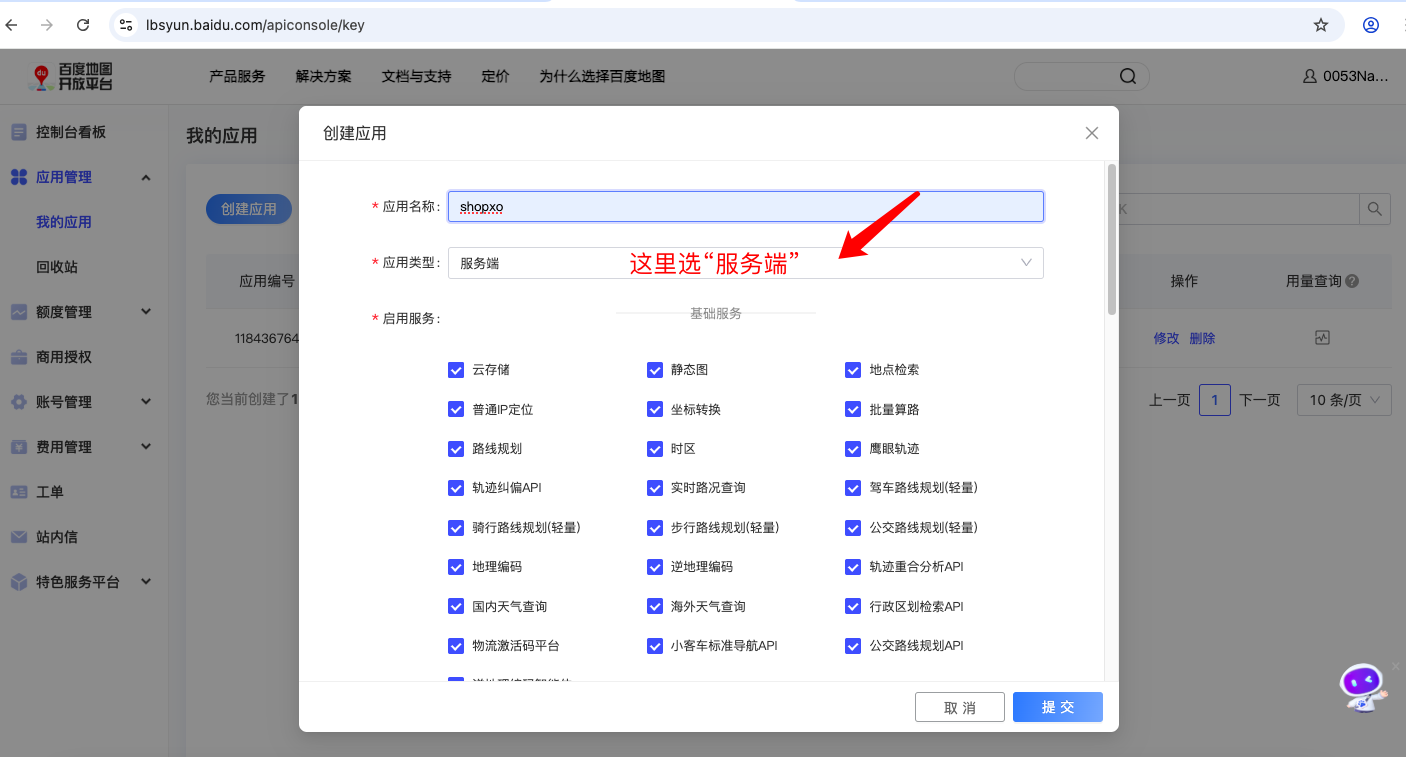 lbsyun.baidu.com/apiconsole/key
du 百度地图
开放平台
产品服务 解决方案 文档与支持 定价 为什么选择百度地图
0053Na...
控制台看板
应用管理
我的应用
回收站
额度管理
商用授权
账号管理
费用管理
工单
站内信
特色服务平台
我的应用
创建应用
K
应用编号
操作 用量查询
118436764
修改 删除
您当前创建了1
上一页 1 下一页 10 条/页
创建应用
* 应用名称: shopxo
* 应用类型: 服务端 这里选“服务端”
* 启用服务: 基础服务
云存储 静态图 地点检索
普通IP定位 坐标转换 批量算路
路线规划 时区 鹰眼轨迹
轨迹纠偏API 实时路况查询 驾车路线规划(轻量)
骑行路线规划(轻量) 步行路线规划(轻量) 公交路线规划(轻量)
地理编码 逆地理编码 轨迹重合分析API
国内天气查询 海外天气查询 行政区划检索API
物流激活码平台 小客车标准导航API 公交路线规划API
取 消 提 交